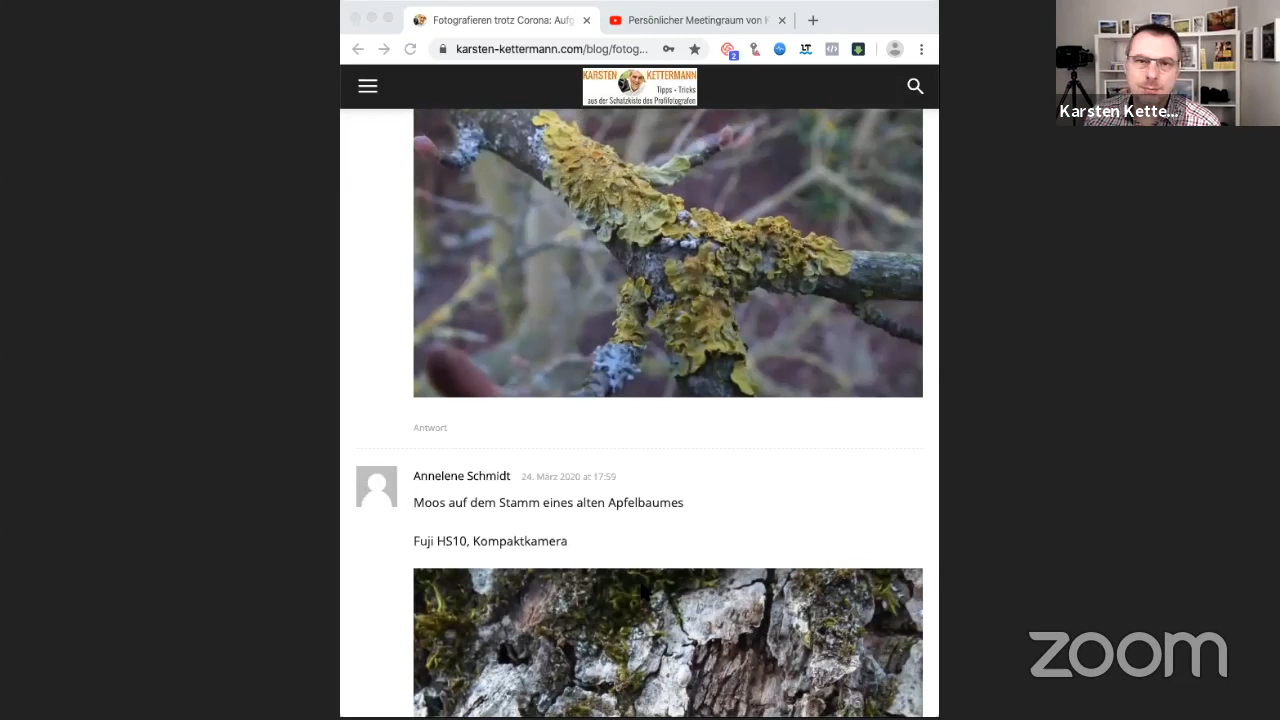 Fotografieren trotz Corona: Aufg
Persönlicher Meetingraum von K
karsten-kettermann.com/blog/fotog...
2
KARSTEN KETTERMANN
Tipps + Tricks
aus der Schatzkiste des Profifotografen
Karsten Kette...
Antwort
Annelene Schmidt 24. März 2020 at 17:59
Moos auf dem Stamm eines alten Apfelbaumes
Fuji HS10, Kompaktkamera
zoom